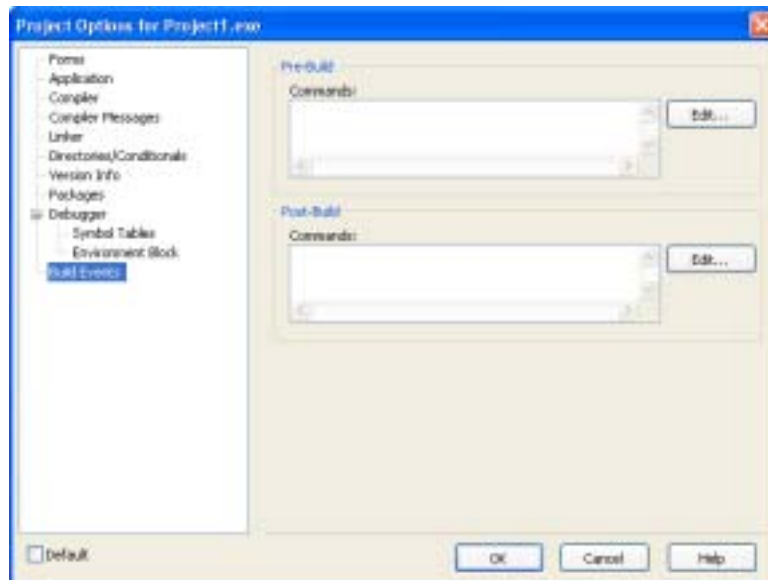 Project Options for Project1.exe
Forms
Application
Compiler
Compiler Messages
Linker
Directories/Conditionals
Version Info
Packages
Debugger
Symbol Tables
Environment Block
Build Events
Pre-Build
Commands:
Edit...
Post-Build
Commands:
Edit...
Default
OK
Cancel
Help